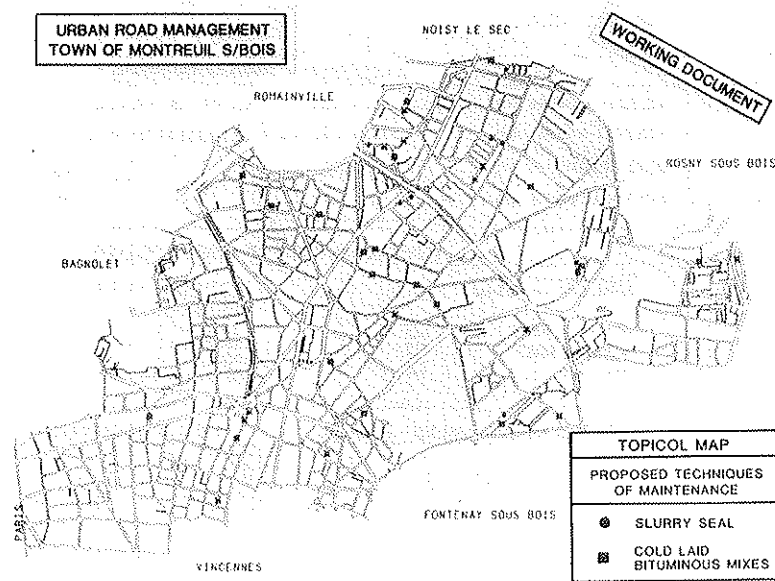 URBAN ROAD MANAGEMENT
TOWN OF MONTREUIL S/BOIS
NOISY LE SEC
WORKING DOCUMENT
ROMAINVILLE
ROSNY SOUS BOIS
BAGNOLET
PARIS
FONTENAY SOUS BOIS
VINCENNES
TOPICOL MAP
PROPOSED TECHNIQUES
OF MAINTENANCE
SLURRY SEAL
COLD LAID
BITUMINOUS MIXES